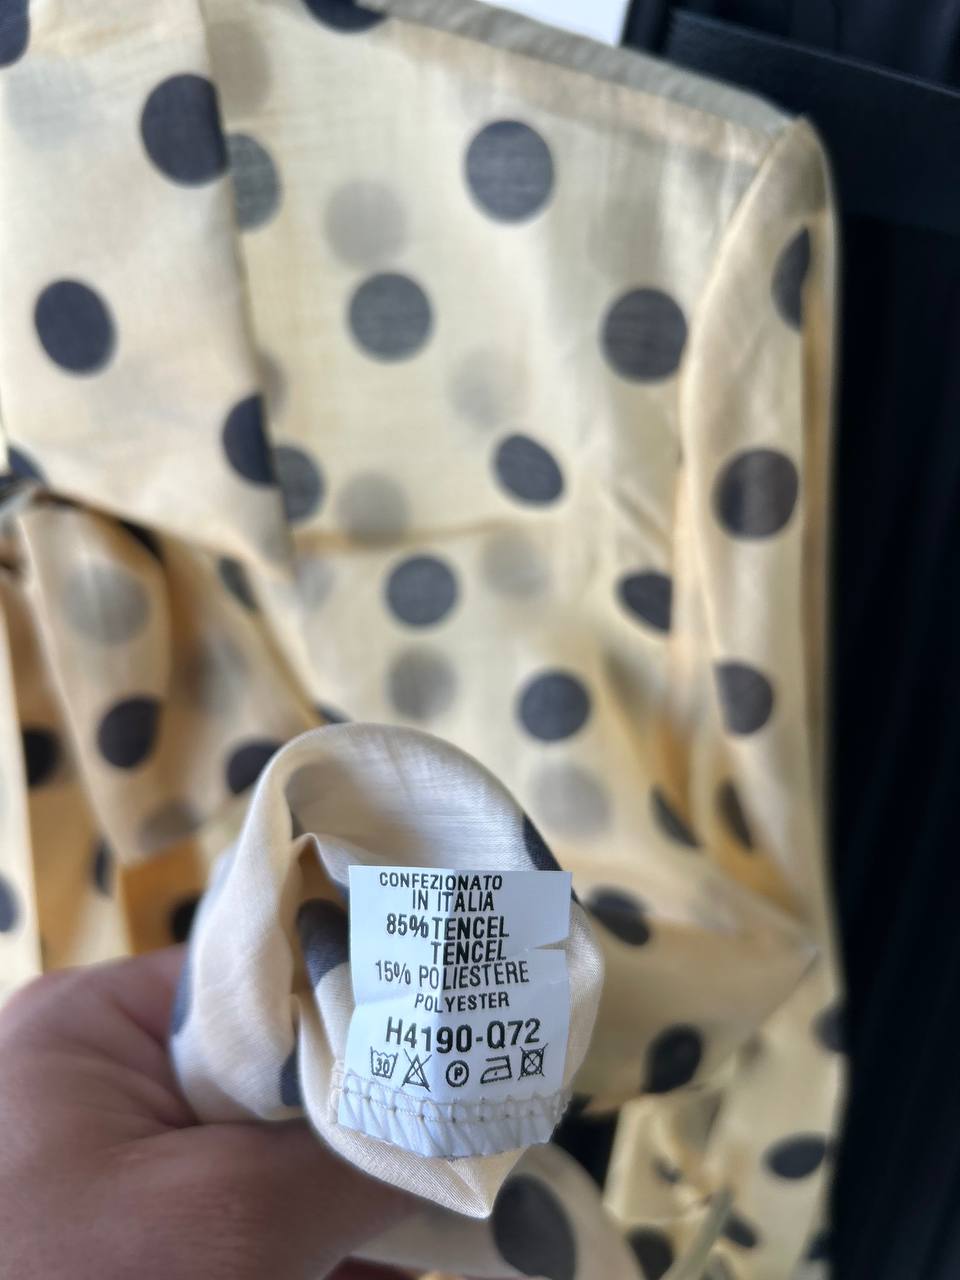 CONFEZIONATO
IN ITALIA
85% TENCEL
TENCEL
15% POLIESTERE
POLYESTER
H4190-Q72
30 P